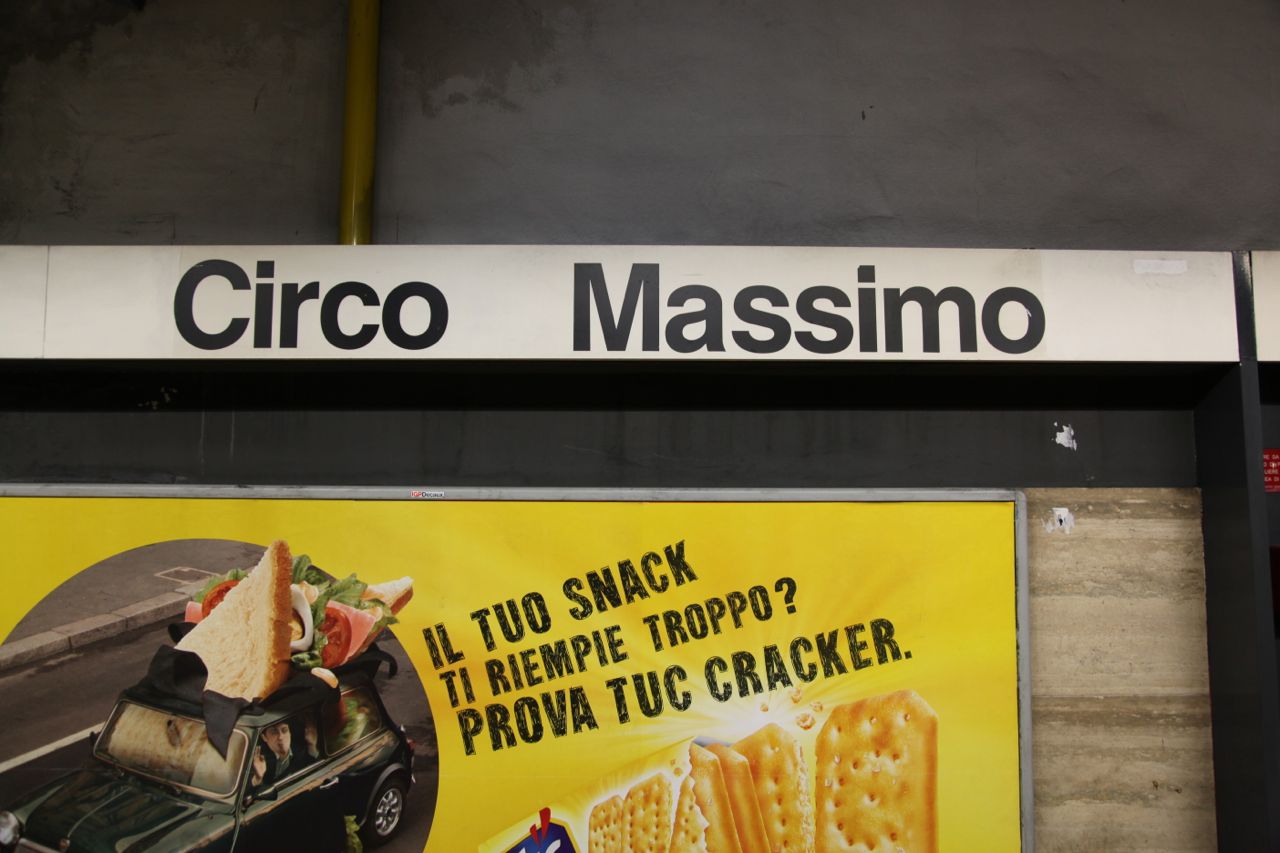 Circo Massimo
IGPDecaux
IL TUO SNACK
TI RIEMPIE TROPPO?
PROVA TUC CRACKER.